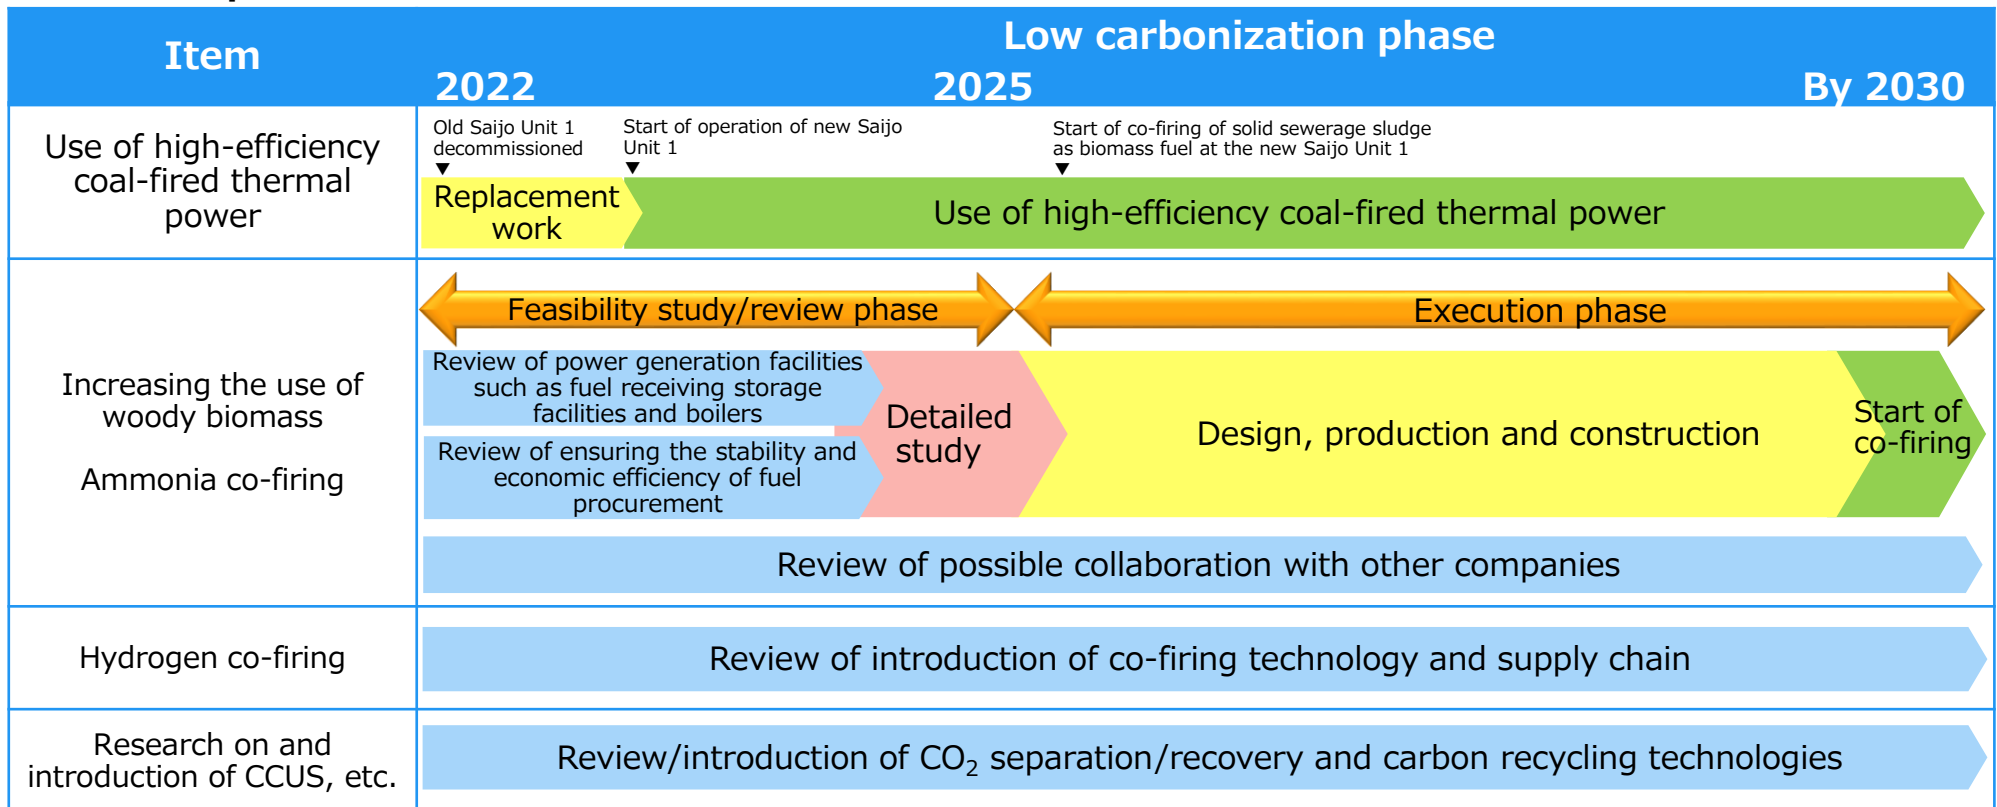 Item
Low carbonization phase
2022
2025
By 2030
Use of high-efficiency
coal-fired thermal
power
Old Saijo Unit 1
decommissioned
▼
Start of operation of new Saijo
Unit 1
▼
Start of co-firing of solid sewerage sludge
as biomass fuel at the new Saijo Unit 1
▼
Replacement
work
Use of high-efficiency coal-fired thermal power
Increasing the use of
woody biomass
Ammonia co-firing
Feasibility study/review phase
Execution phase
Review of power generation facilities
such as fuel receiving storage
facilities and boilers
Review of ensuring the stability and
economic efficiency of fuel
procurement
Detailed
study
Design, production and construction
Start of
co-firing
Review of possible collaboration with other companies
Hydrogen co-firing
Review of introduction of co-firing technology and supply chain
Research on and
introduction of CCUS, etc.
Review/introduction of CO₂ separation/recovery and carbon recycling technologies